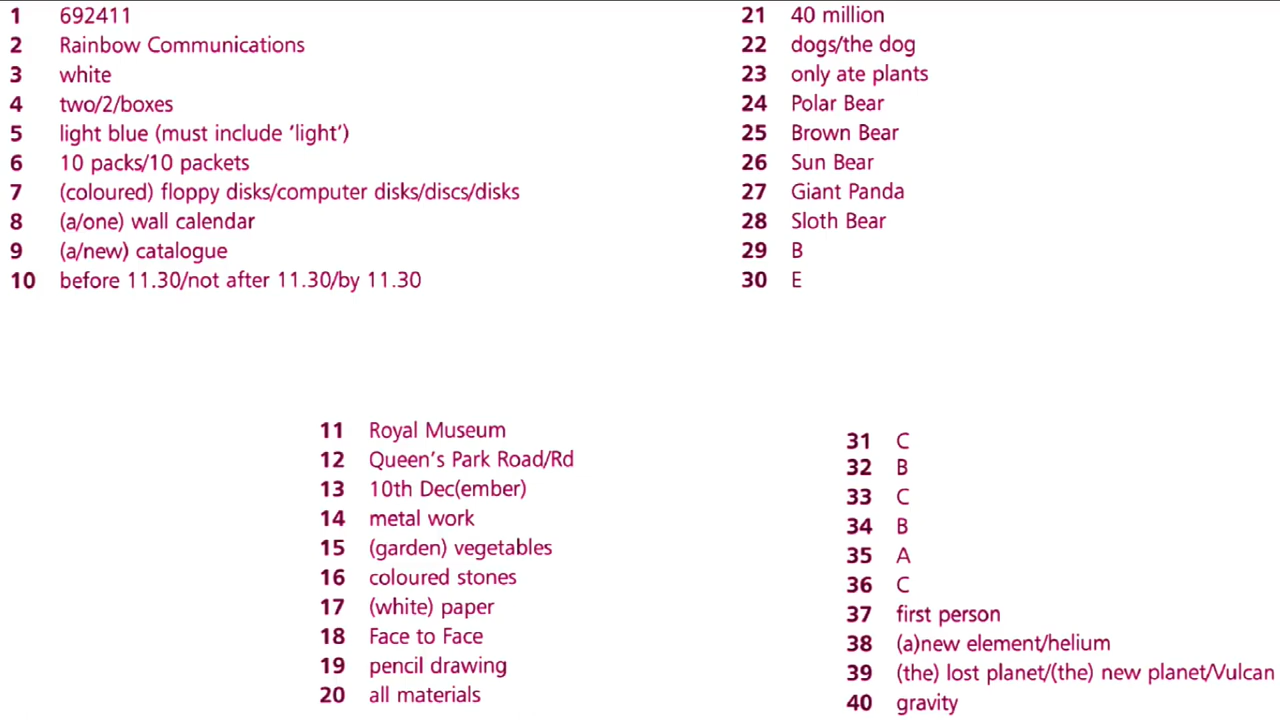 1 692411
2 Rainbow Communications
3 white
4 two/2/boxes
5 light blue (must include 'light')
6 10 packs/10 packets
7 (coloured) floppy disks/computer disks/discs/disks
8 (a/one) wall calendar
9 (a/new) catalogue
10 before 11.30/not after 11.30/by 11.30
11 Royal Museum
12 Queen's Park Road/Rd
13 10th Dec(ember)
14 metal work
15 (garden) vegetables
16 coloured stones
17 (white) paper
18 Face to Face
19 pencil drawing
20 all materials
21 40 million
22 dogs/the dog
23 only ate plants
24 Polar Bear
25 Brown Bear
26 Sun Bear
27 Giant Panda
28 Sloth Bear
29 B
30 E
31 C
32 B
33 C
34 B
35 A
36 C
37 first person
38 (a)new element/helium
39 (the) lost planet/(the) new planet/Vulcan
40 gravity